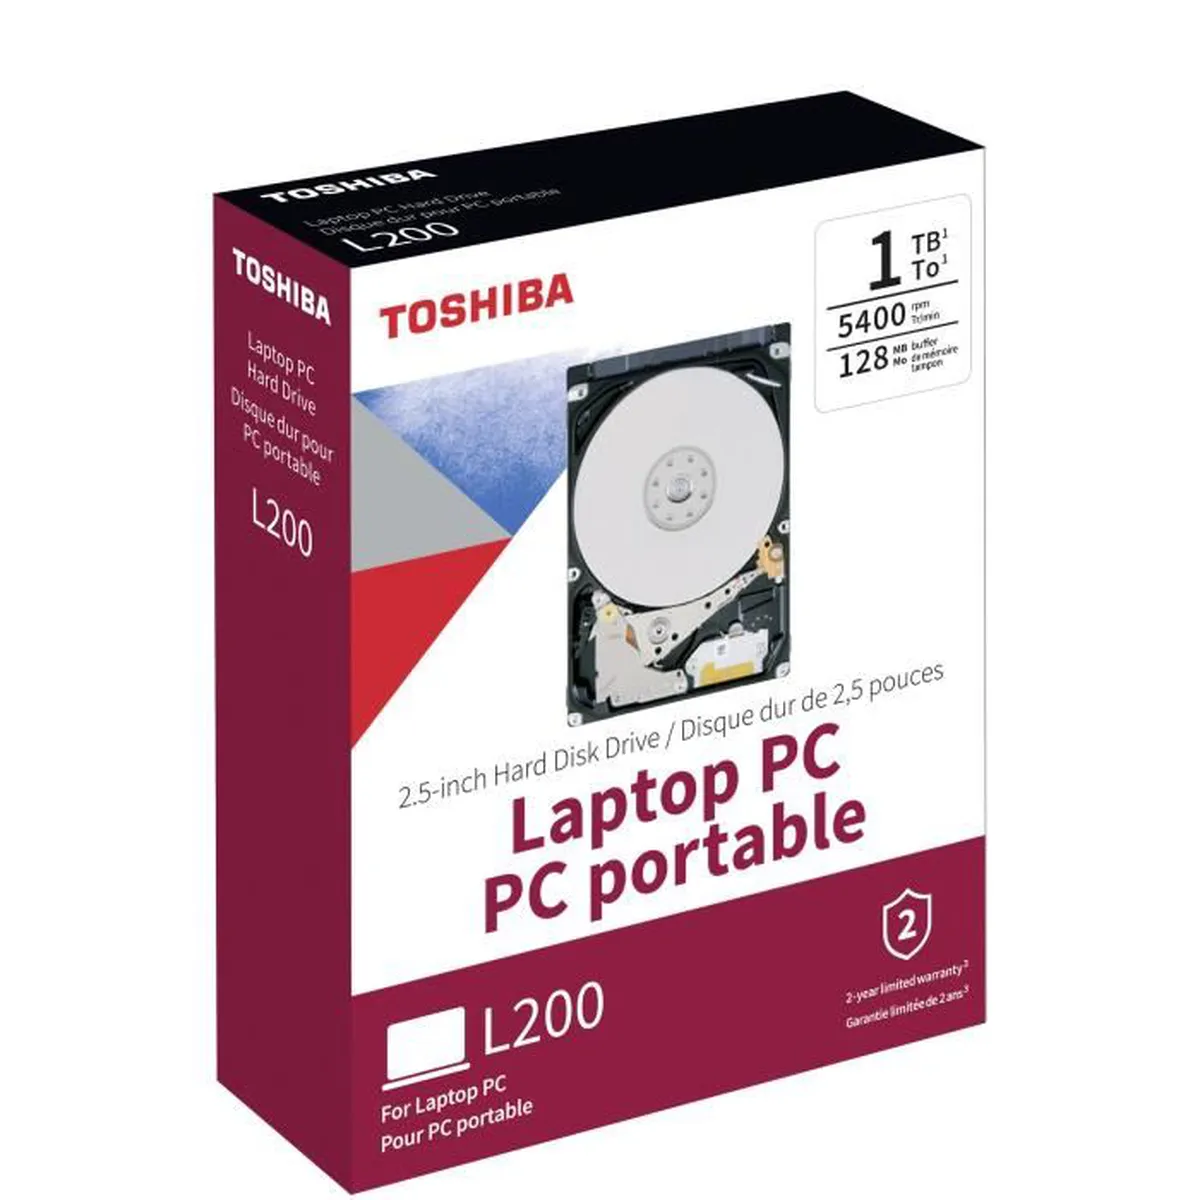 TOSHIBA
Laptop PC Hard Drive
Disque dur pour PC portable
L200
TOSHIBA
Laptop PC
Hard Drive
Disque dur pour
PC portable
L200
TOSHIBA
1 TB¹ To¹
5400 rpm Tr/min
128 MB buffer
Mo de mémoire tampon
2.5-inch Hard Disk Drive / Disque dur de 2,5 pouces
Laptop PC
PC portable
2
2-year limited warranty³
Garantie limitée de 2 ans³
L200
For Laptop PC
Pour PC portable